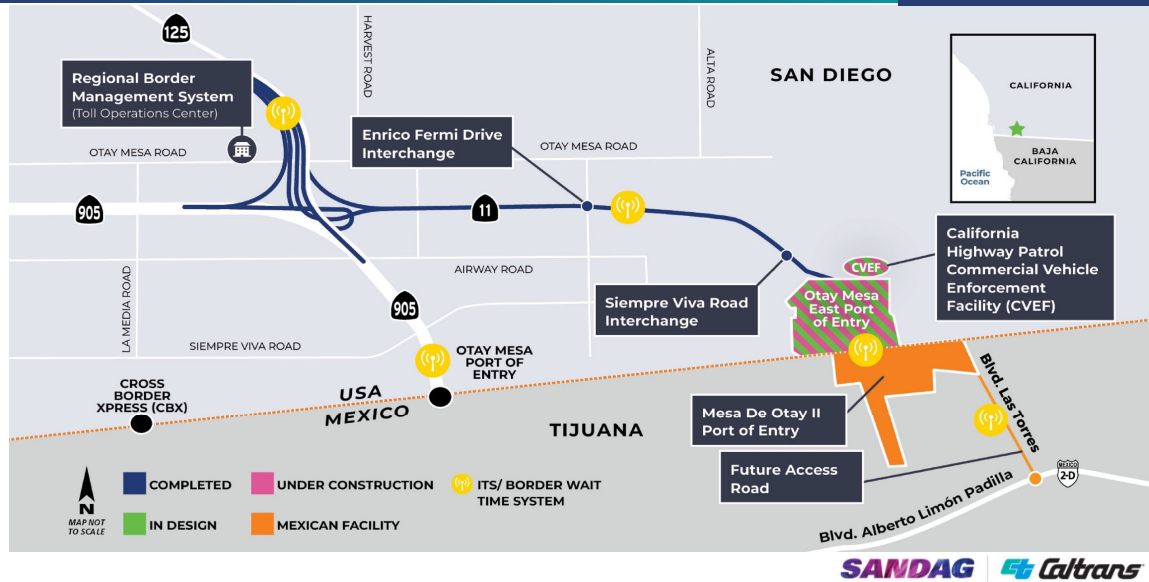 125
HARVEST ROAD
ALTA ROAD
SAN DIEGO
CALIFORNIA
BAJA
CALIFORNIA
Pacific
Ocean
Regional Border
Management System
(Toll Operations Center)
Enrico Fermi Drive
Interchange
OTAY MESA ROAD
OTAY MESA ROAD
905
11
California
Highway Patrol
Commercial Vehicle
Enforcement
Facility (CVEF)
CVEF
AIRWAY ROAD
LA MEDIA ROAD
905
Siempre Viva Road
Interchange
Otay Mesa
East Port
of Entry
SIEMPRE VIVA ROAD
OTAY MESA
PORT OF
ENTRY
CROSS
BORDER
XPRESS (CBX)
USA
MEXICO
TIJUANA
Mesa De Otay II
Port of Entry
Blvd. Las Torres
Future Access
Road
MEXICO
2-D
Blvd. Alberto Limón Padilla
N
MAP NOT
TO SCALE
COMPLETED
UNDER CONSTRUCTION
ITS/ BORDER WAIT
TIME SYSTEM
IN DESIGN
MEXICAN FACILITY
SANDAG
ct Caltrans